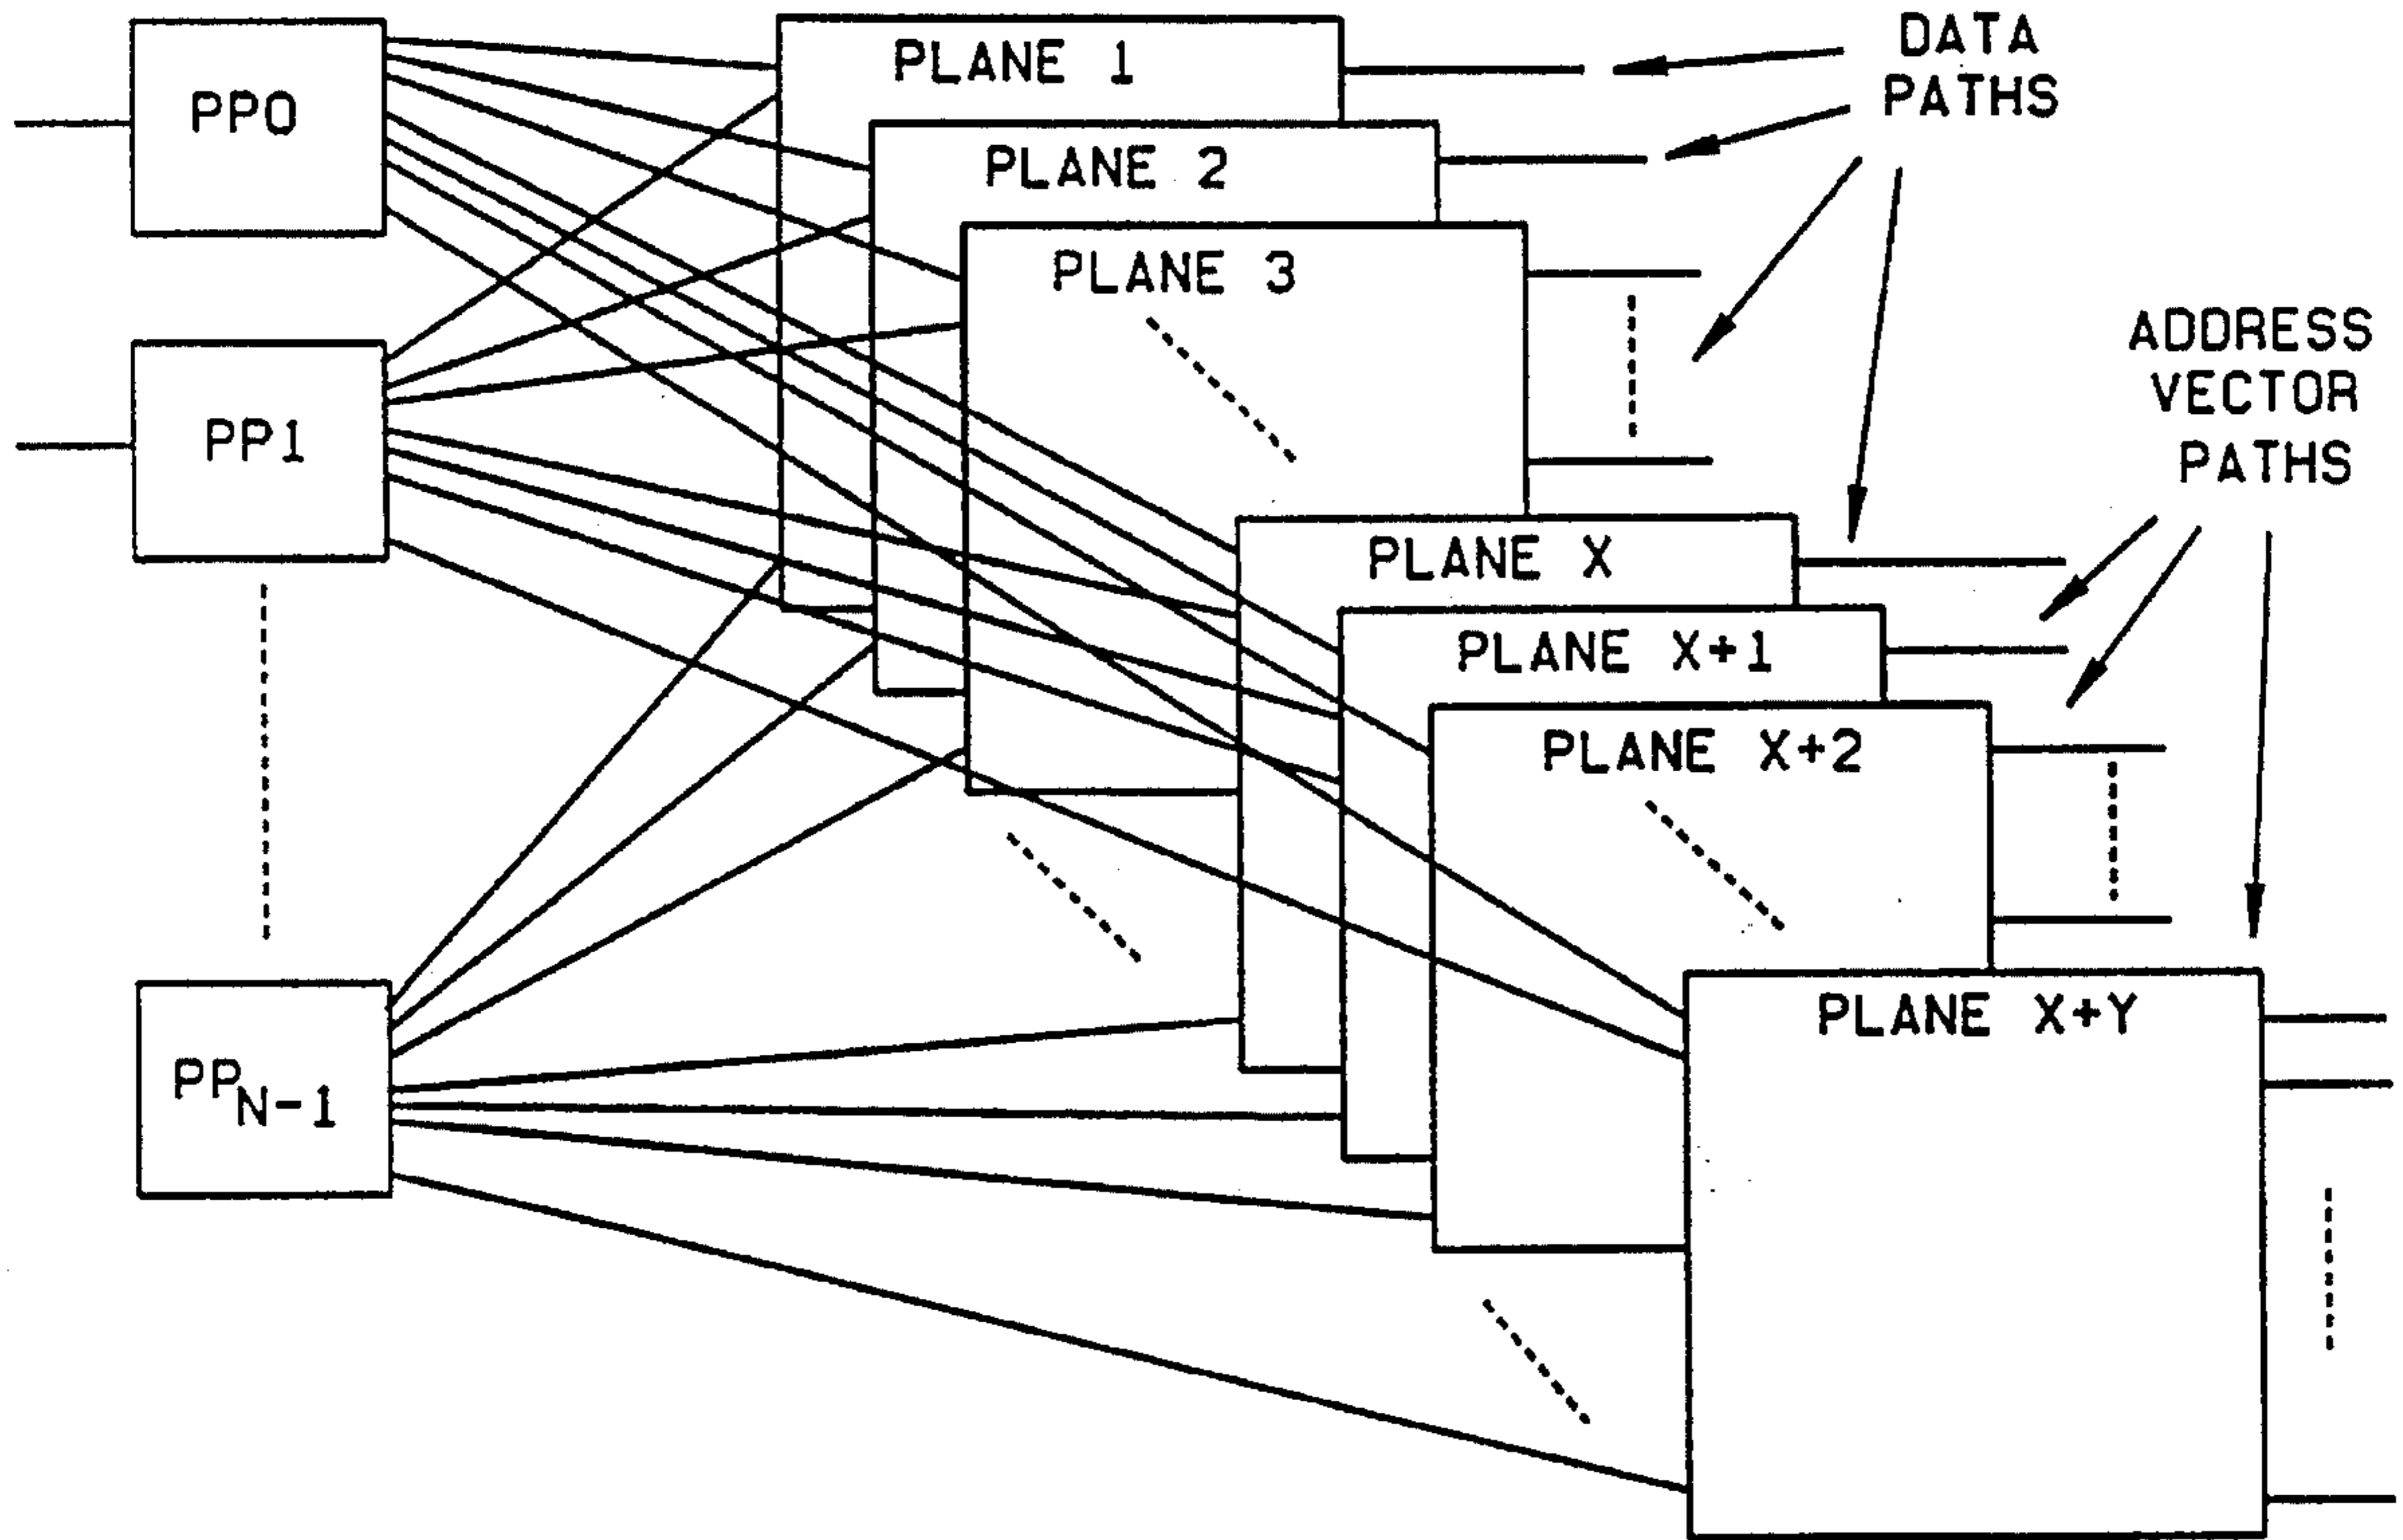 PP0
PP1
PP N-1
PLANE 1
PLANE 2
PLANE 3
PLANE X
PLANE X+1
PLANE X+2
PLANE X+Y
DATA
PATHS
ADDRESS
VECTOR
PATHS